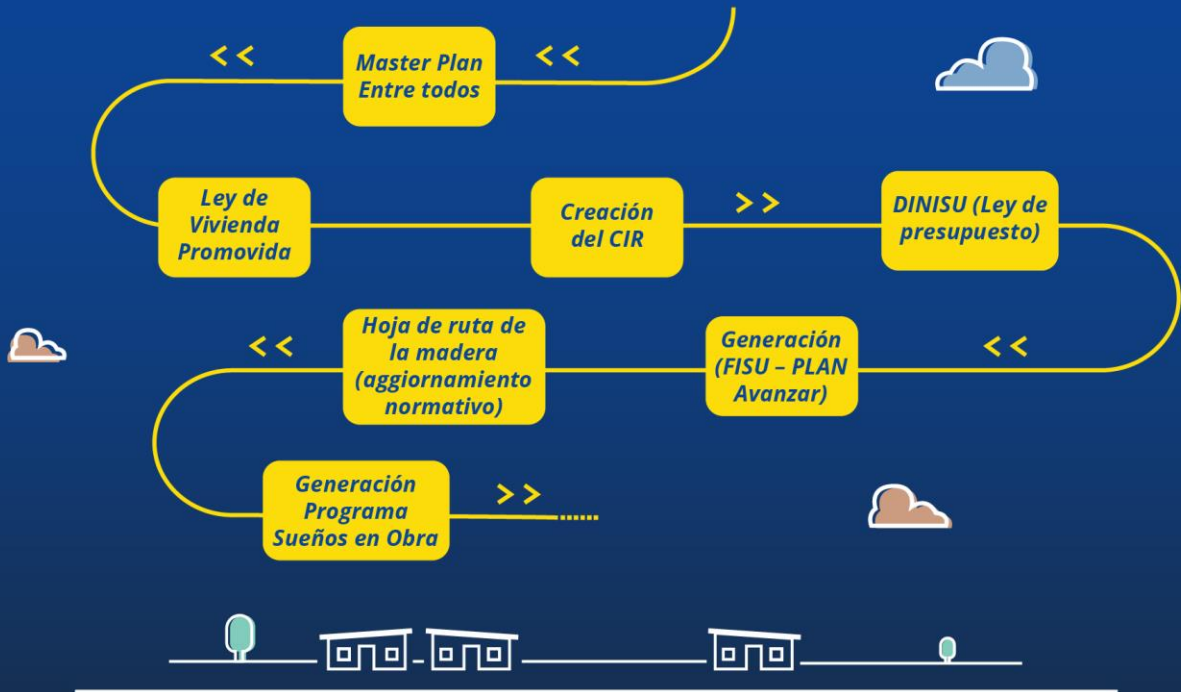 Master Plan
Entre todos
Ley de
Vivienda
Promovida
Creación
del CIR
DINISU (Ley de
presupuesto)
Generación
(FISU – PLAN
Avanzar)
Hoja de ruta de
la madera
(aggiornamiento
normativo)
Generación
Programa
Sueños en Obra